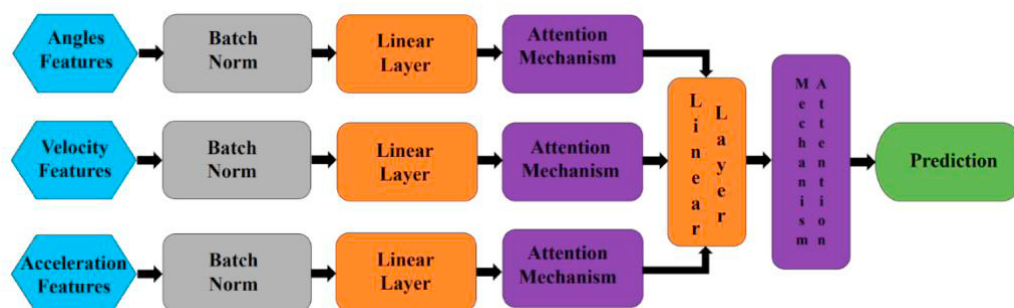 Angles
Features
Batch
Norm
Linear
Layer
Attention
Mechanism
Velocity
Features
Batch
Norm
Linear
Layer
Attention
Mechanism
Acceleration
Features
Batch
Norm
Linear
Layer
Attention
Mechanism
Linear
Layer
Mechanism
Attention
Prediction